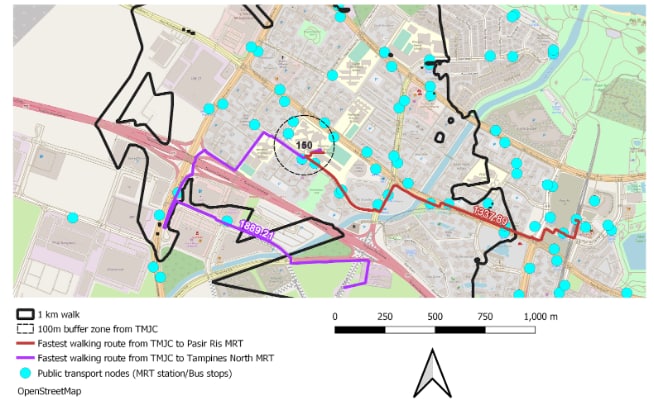 160
1337.89
1889.21
1 km walk
100m buffer zone from TMJC
Fastest walking route from TMJC to Pasir Ris MRT
Fastest walking route from TMJC to Tampines North MRT
Public transport nodes (MRT station/Bus stops)
OpenStreetMap
0 250 500 750 1,000 m